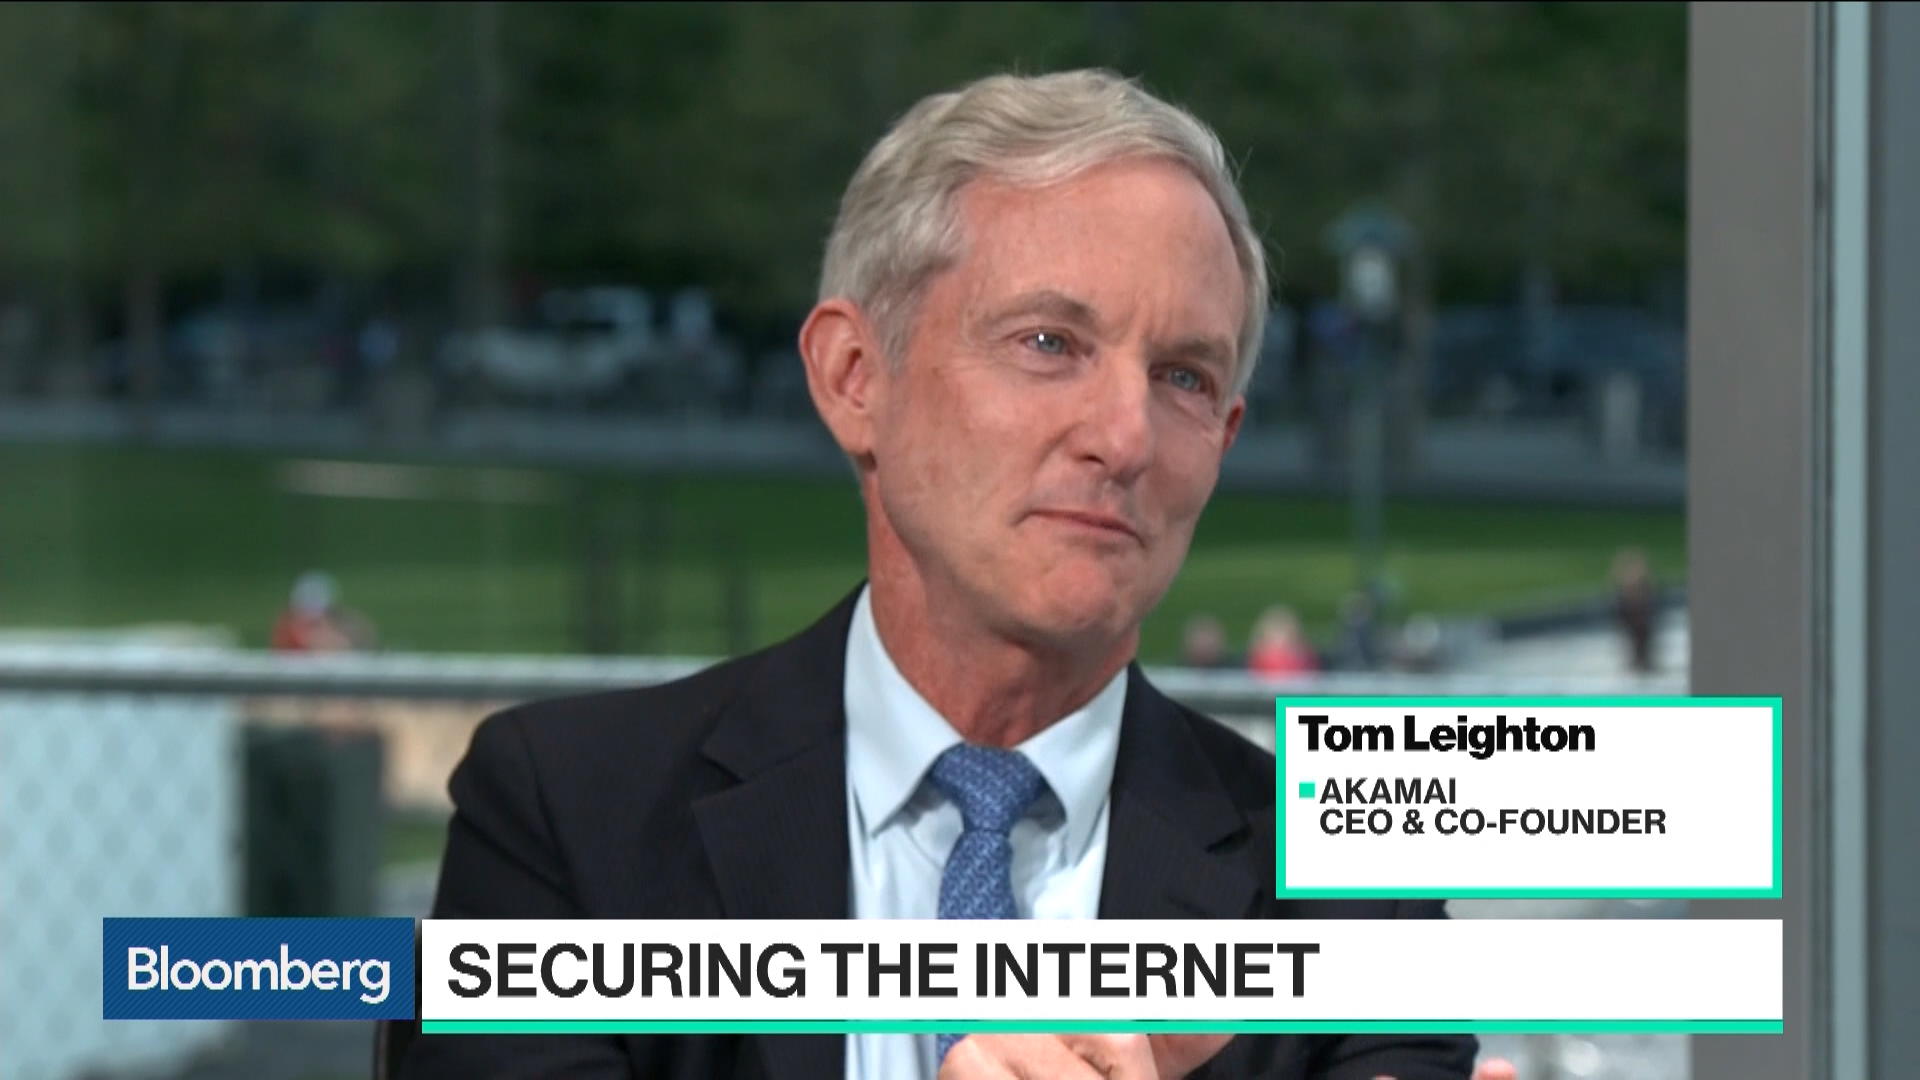 Tom Leighton
AKAMAI
CEO & CO-FOUNDER
Bloomberg
SECURING THE INTERNET